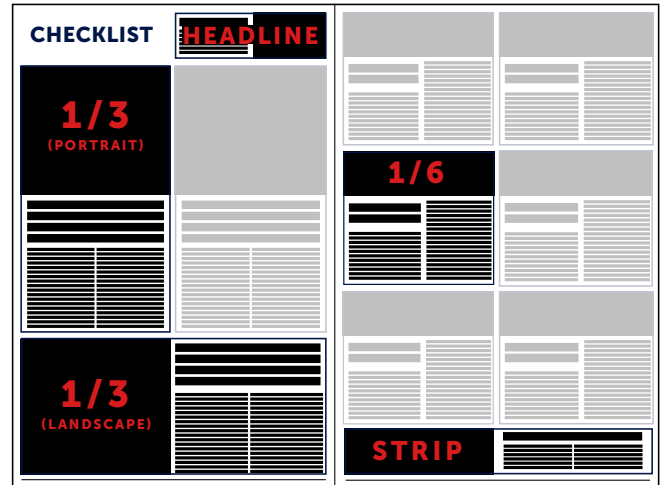 CHECKLIST
HEADLINE
1/3
(PORTRAIT)
1/3
(LANDSCAPE)
1/6
STRIP